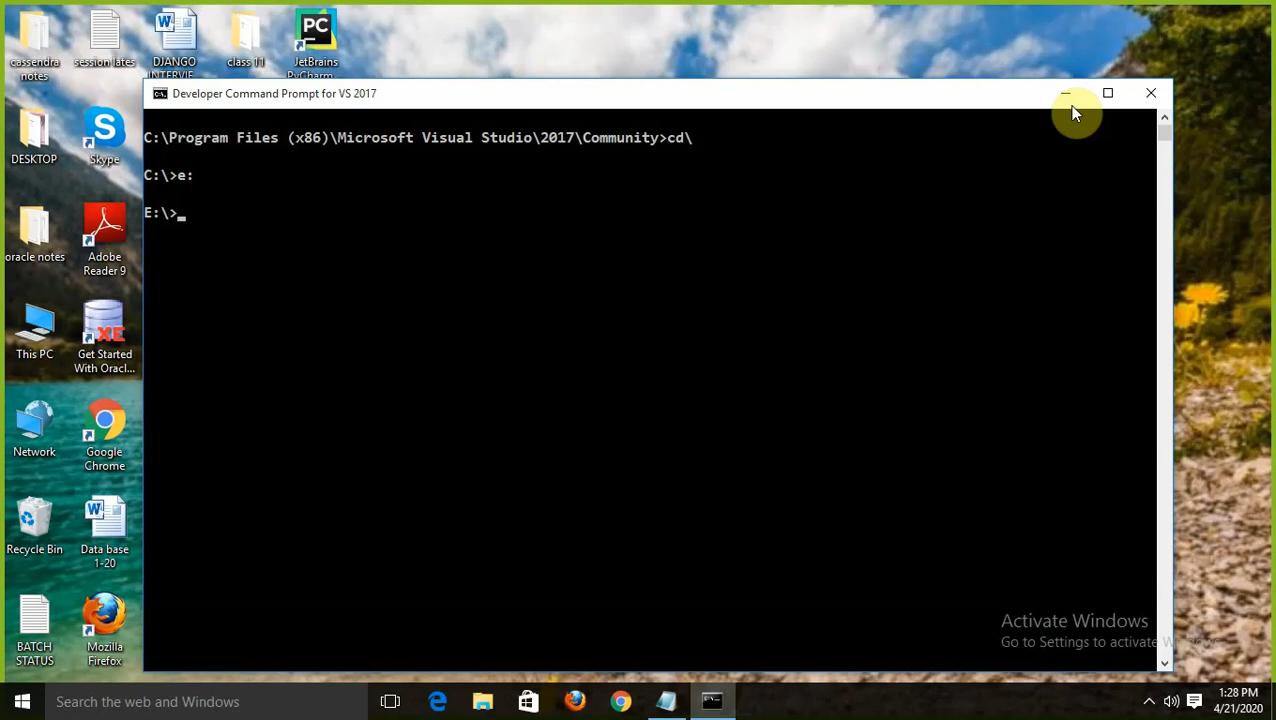 cassendra
notes
session lates
DJANGO
INTERVIE...
class 11
PC
JetBrains
PyCharm
Developer Command Prompt for VS 2017
C:\Program Files (x86)\Microsoft Visual Studio\2017\Community>cd\
C:\>e:
E:\>
DESKTOP
Skype
oracle notes
Adobe
Reader 9
This PC
XE
Get Started
With Oracl...
Network
Google
Chrome
Recycle Bin
Data base
1-20
BATCH
STATUS
Mozilla
Firefox
Activate Windows
Go to Settings to activate Windows.
Search the web and Windows
1:28 PM
4/21/2020